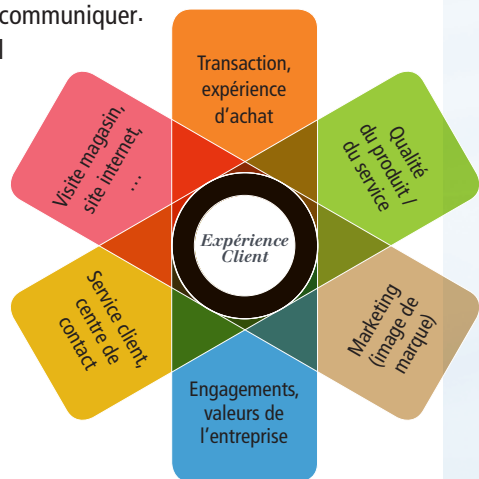 communiquer.
Transaction,
expérience
d’achat
Qualité
du produit /
du service
Marketing
(image de
marque)
Engagements,
valeurs de
l’entreprise
Service client,
centre de
contact
Visite magasin,
site internet,
…
Expérience
Client